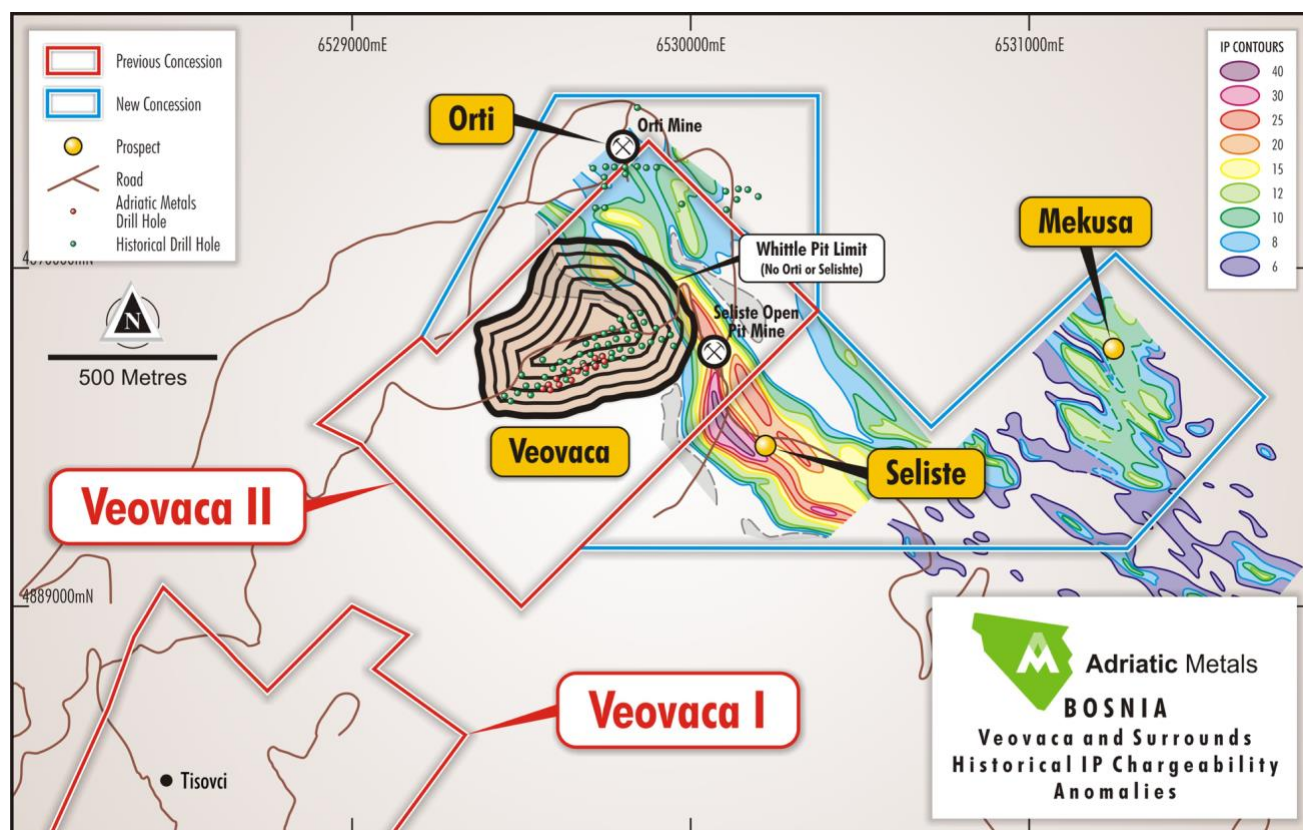 6529000mE
6530000mE
6531000mE
Previous Concession
New Concession
Prospect
Road
Adriatic Metals
Drill Hole
Historical Drill Hole
IP CONTOURS
40
30
25
20
15
12
10
8
6
Orti
Orti Mine
Mekusa
Whittle Pit Limit
(No Orti or Selishte)
Seliste Open
Pit Mine
N
500 Metres
Veovaca
Seliste
Veovaca II
4889000mN
Veovaca I
Tisovci
Adriatic Metals
BOSNIA
Veovaca and Surrounds
Historical IP Chargeability
Anomalies